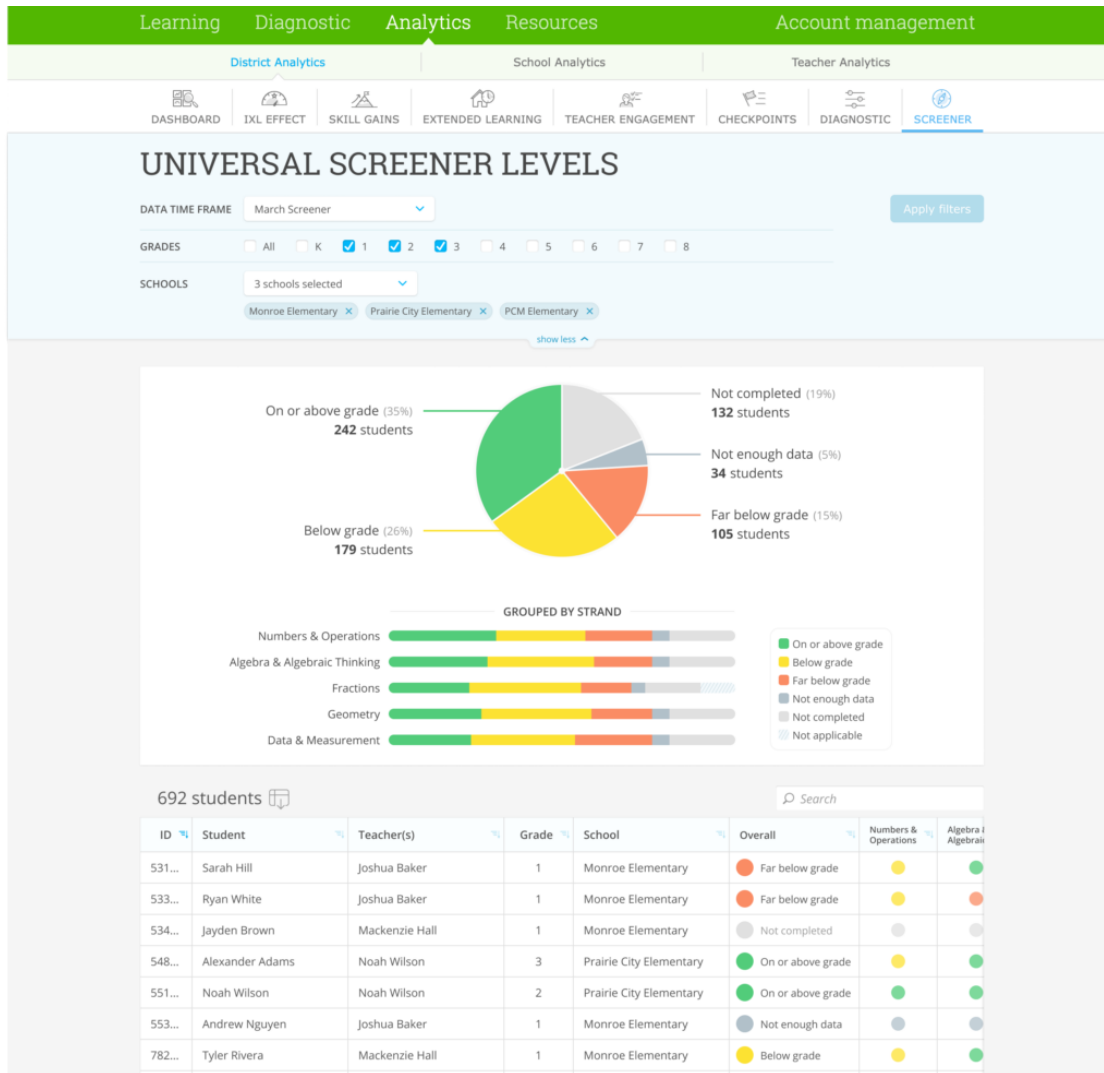 Learning Diagnostic Analytics Resources Account management
District Analytics School Analytics Teacher Analytics
DASHBOARD IXL EFFECT SKILL GAINS EXTENDED LEARNING TEACHER ENGAGEMENT CHECKPOINTS DIAGNOSTIC SCREENER
UNIVERSAL SCREENER LEVELS
DATA TIME FRAME March Screener Apply filters
GRADES All K 1 2 3 4 5 6 7 8
SCHOOLS 3 schools selected
Monroe Elementary × Prairie City Elementary × PCM Elementary ×
show less
Not completed (19%)
132 students
On or above grade (35%)
242 students
Not enough data (5%)
34 students
Far below grade (15%)
105 students
Below grade (26%)
179 students
GROUPED BY STRAND
Numbers & Operations
Algebra & Algebraic Thinking
Fractions
Geometry
Data & Measurement
On or above grade
Below grade
Far below grade
Not enough data
Not completed
Not applicable
692 students Search
ID Student Teacher(s) Grade School Overall Numbers & Operations Algebra & Algebraic
531... Sarah Hill Joshua Baker 1 Monroe Elementary Far below grade
533... Ryan White Joshua Baker 1 Monroe Elementary Far below grade
534... Jayden Brown Mackenzie Hall 1 Monroe Elementary Not completed
548... Alexander Adams Noah Wilson 3 Prairie City Elementary On or above grade
551... Noah Wilson Noah Wilson 2 Prairie City Elementary On or above grade
553... Andrew Nguyen Joshua Baker 1 Monroe Elementary Not enough data
782... Tyler Rivera Mackenzie Hall 1 Monroe Elementary Below grade